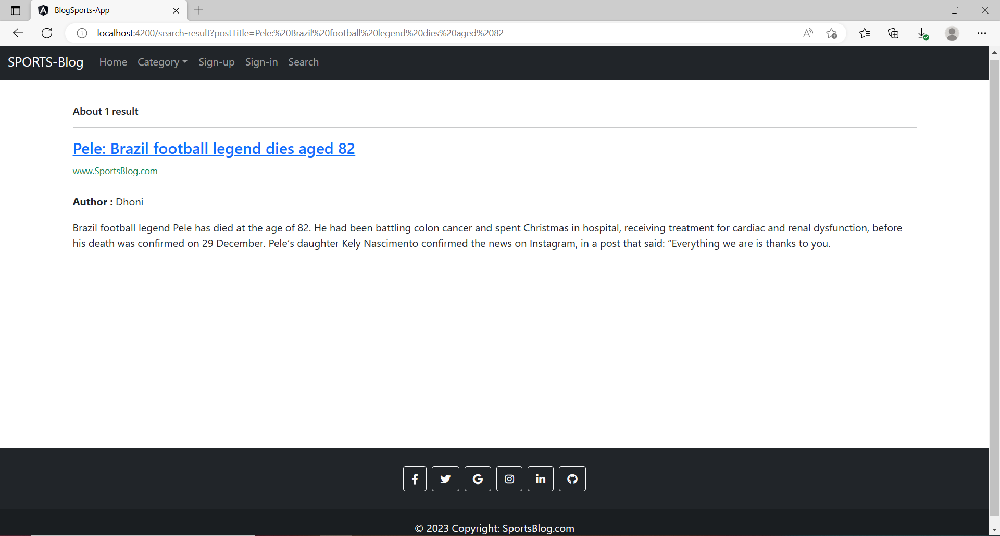 BlogSports-App
localhost:4200/search-result?postTitle=Pele:%20Brazil%20football%20legend%20dies%20aged%2082
SPORTS-Blog Home Category Sign-up Sign-in Search
About 1 result
Pele: Brazil football legend dies aged 82
www.SportsBlog.com
Author : Dhoni
Brazil football legend Pele has died at the age of 82. He had been battling colon cancer and spent Christmas in hospital, receiving treatment for cardiac and renal dysfunction, before
his death was confirmed on 29 December. Pele’s daughter Kely Nascimento confirmed the news on Instagram, in a post that said: “Everything we are is thanks to you.
© 2023 Copyright: SportsBlog.com